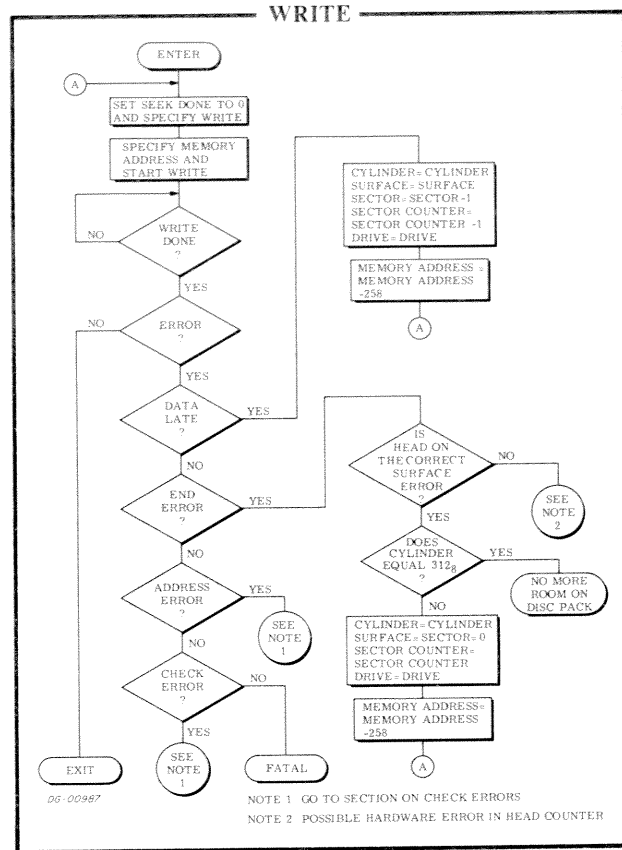 WRITE
ENTER
A
SET SEEK DONE TO 0
AND SPECIFY WRITE
SPECIFY MEMORY
ADDRESS AND
START WRITE
NO
WRITE
DONE
?
YES
NO
ERROR
?
YES
DATA
LATE
?
YES
NO
END
ERROR
?
YES
NO
ADDRESS
ERROR
?
YES
SEE
NOTE
1
NO
CHECK
ERROR
?
NO
YES
SEE
NOTE
1
FATAL
EXIT
CYLINDER=CYLINDER
SURFACE=SURFACE
SECTOR=SECTOR-1
SECTOR COUNTER=
SECTOR COUNTER -1
DRIVE=DRIVE
MEMORY ADDRESS =
MEMORY ADDRESS
-258
A
IS
HEAD ON
THE CORRECT
SURFACE
ERROR
?
NO
SEE
NOTE
2
YES
DOES
CYLINDER
EQUAL 312₈
?
YES
NO MORE
ROOM ON
DISC PACK
NO
CYLINDER=CYLINDER
SURFACE=SECTOR=0
SECTOR COUNTER=
SECTOR COUNTER
DRIVE=DRIVE
MEMORY ADDRESS=
MEMORY ADDRESS
-258
A
DG-00987
NOTE 1 GO TO SECTION ON CHECK ERRORS
NOTE 2 POSSIBLE HARDWARE ERROR IN HEAD COUNTER